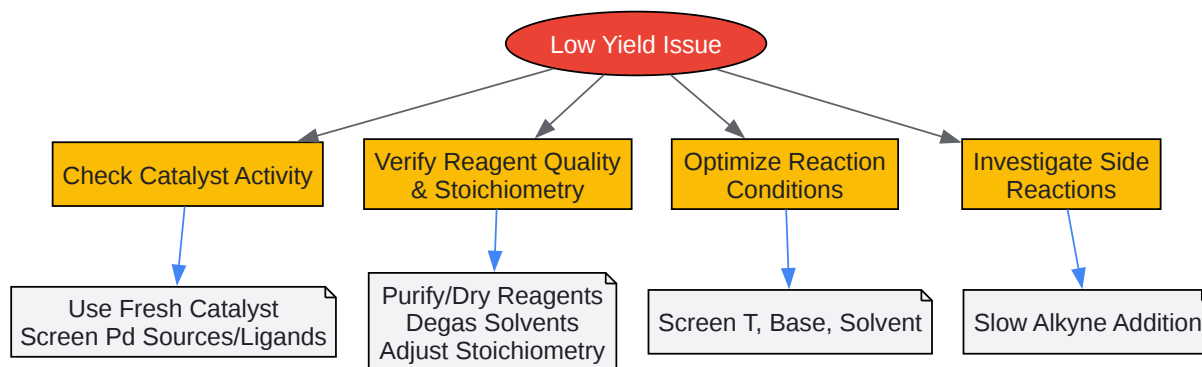 Low Yield Issue
Check Catalyst Activity
Verify Reagent Quality
& Stoichiometry
Optimize Reaction
Conditions
Investigate Side
Reactions
Use Fresh Catalyst
Screen Pd Sources/Ligands
Purify/Dry Reagents
Degas Solvents
Adjust Stoichiometry
Screen T, Base, Solvent
Slow Alkyne Addition